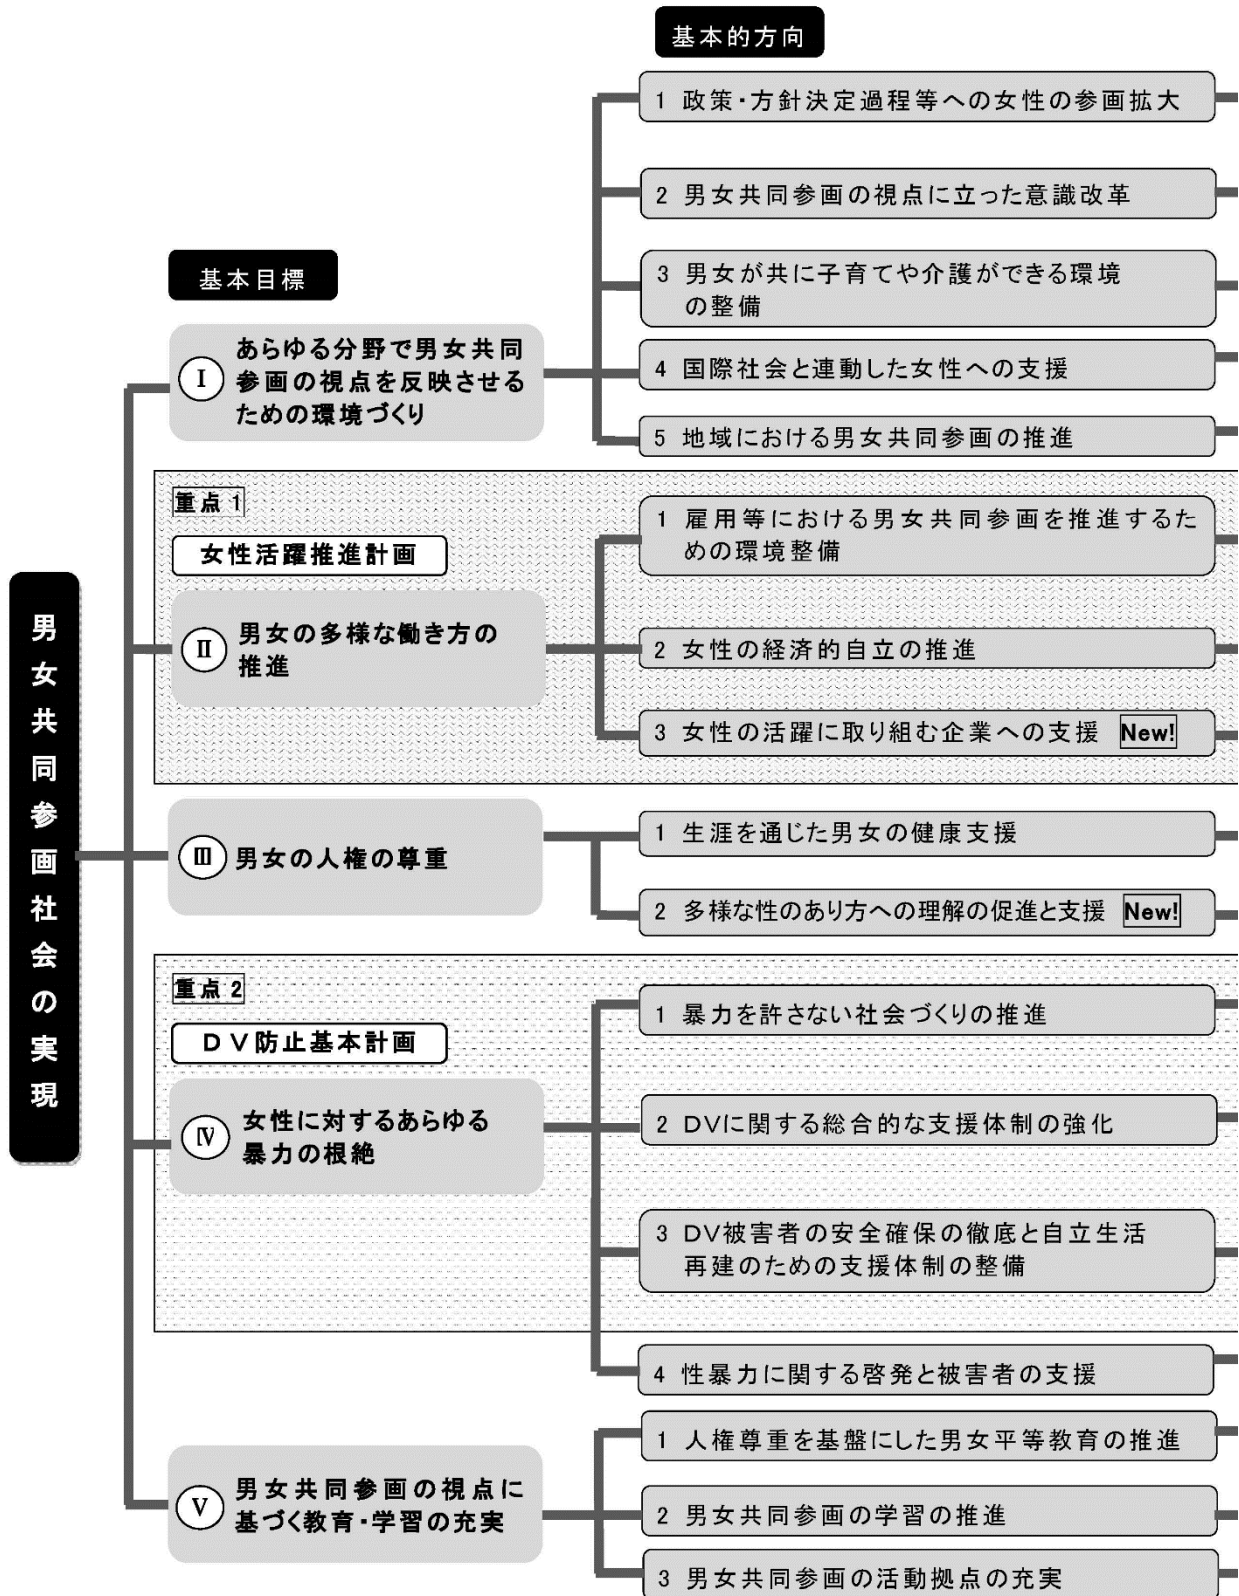 基本的方向
1 政策・方針決定過程等への女性の参画拡大
2 男女共同参画の視点に立った意識改革
基本目標
3 男女が共に子育てや介護ができる環境
の整備
Ⅰ
あらゆる分野で男女共同
参画の視点を反映させる
ための環境づくり
4 国際社会と連動した女性への支援
5 地域における男女共同参画の推進
重点1
女性活躍推進計画
Ⅱ
男女の多様な働き方の
推進
1 雇用等における男女共同参画を推進するた
めの環境整備
2 女性の経済的自立の推進
3 女性の活躍に取り組む企業への支援 New!
男女共同参画社会の実現
Ⅲ
男女の人権の尊重
1 生涯を通じた男女の健康支援
2 多様な性のあり方への理解の促進と支援 New!
重点2
DV防止基本計画
Ⅳ
女性に対するあらゆる
暴力の根絶
1 暴力を許さない社会づくりの推進
2 DVに関する総合的な支援体制の強化
3 DV被害者の安全確保の徹底と自立生活
再建のための支援体制の整備
4 性暴力に関する啓発と被害者の支援
Ⅴ
男女共同参画の視点に
基づく教育・学習の充実
1 人権尊重を基盤にした男女平等教育の推進
2 男女共同参画の学習の推進
3 男女共同参画の活動拠点の充実